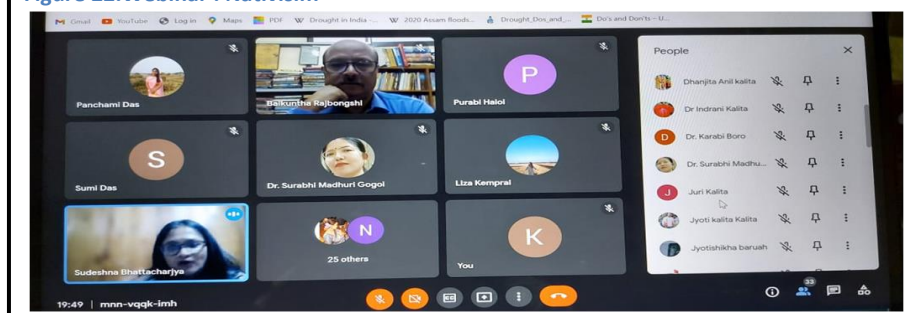 Gmail YouTube Log in Maps PDF Drought in India -... 2020 Assam floods... Drought_Dos_and_... Do's and Don'ts - U...
People
Panchami Das
Baikuntha Rajbongshi
P
Purabi Haloi
S
Sumi Das
Dr. Surabhi Madhuri Gogoi
Liza Kemprai
Sudeshna Bhattacharjya
N
25 others
K
You
Dhanjita Anil kalita
Dr Indrani Kalita
D Dr. Karabi Boro
Dr. Surabhi Madhu...
J Juri Kalita
Jyoti kalita Kalita
Jyotishikha baruah
19:49 | mnn-vqqk-imh
33